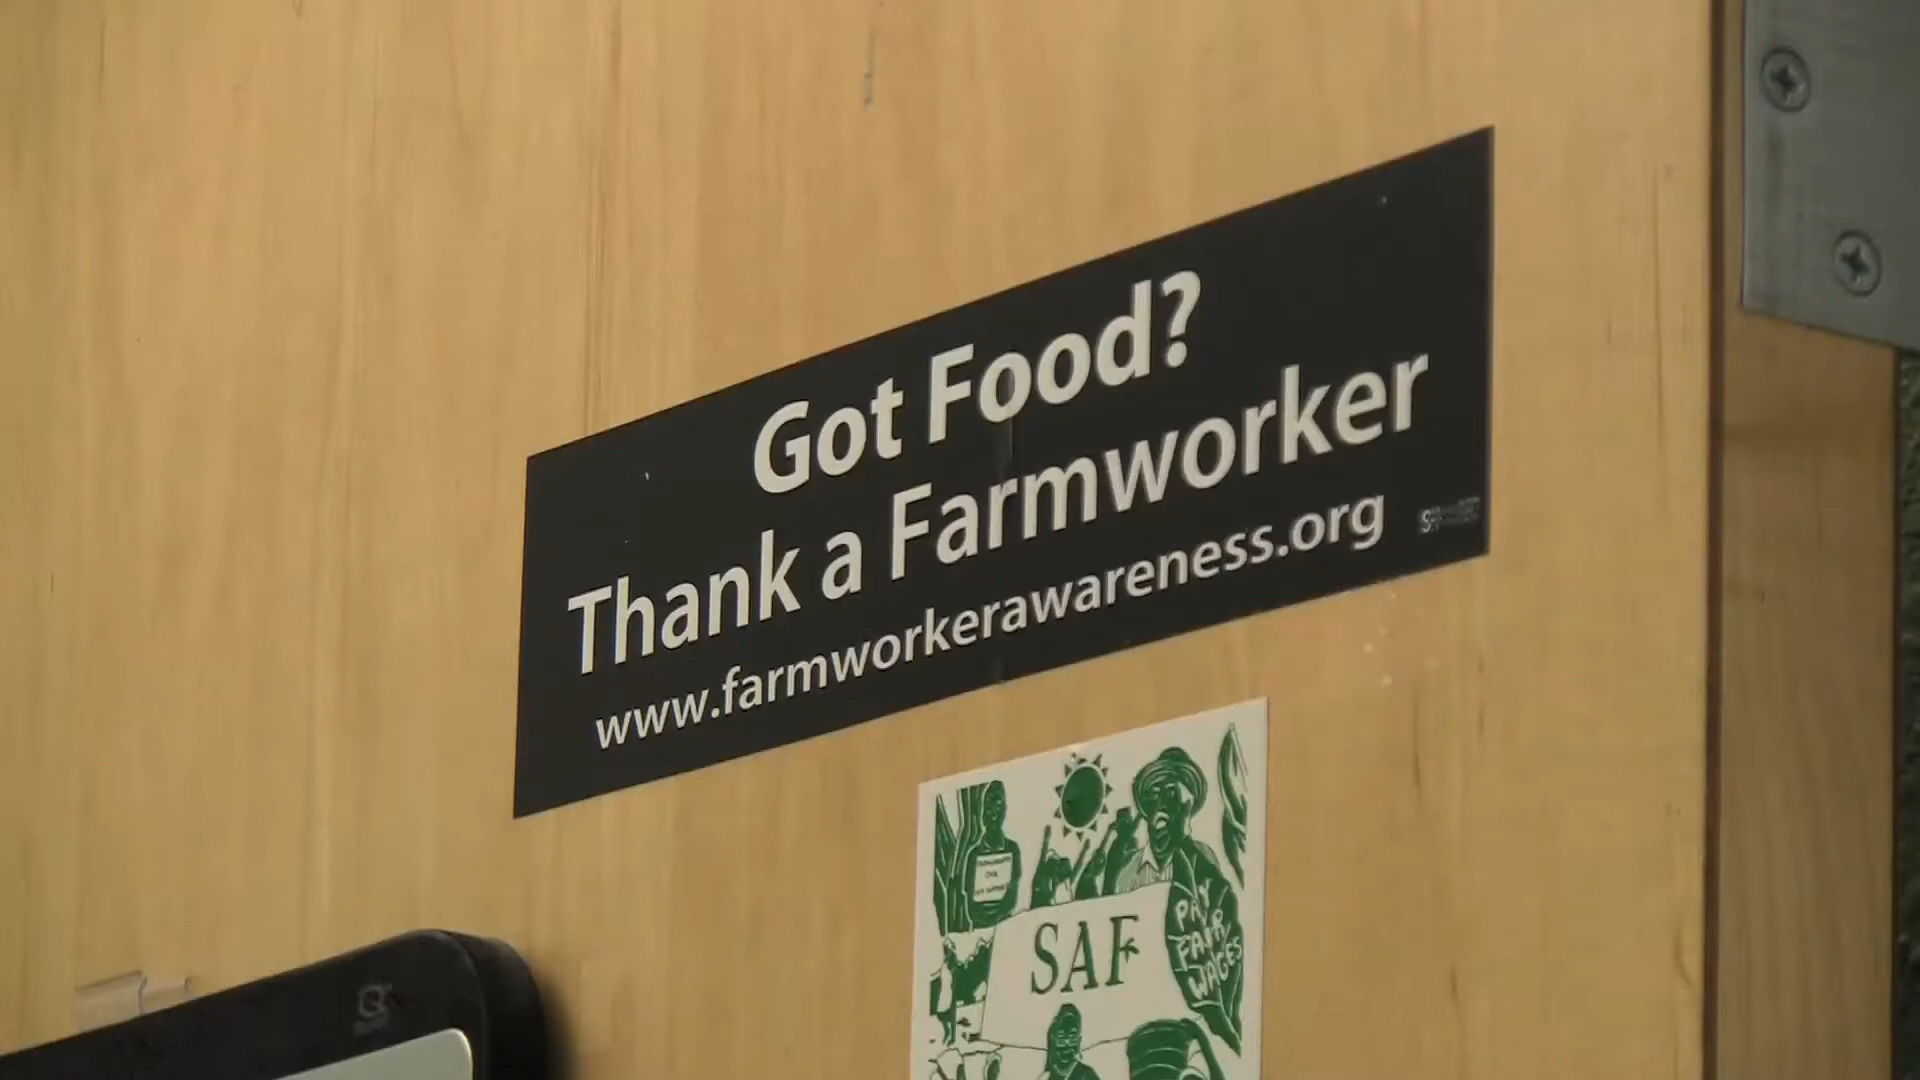 Got Food?
Thank a Farmworker
www.farmworkerawareness.org
SAF
PAY
FAIR
WAGES